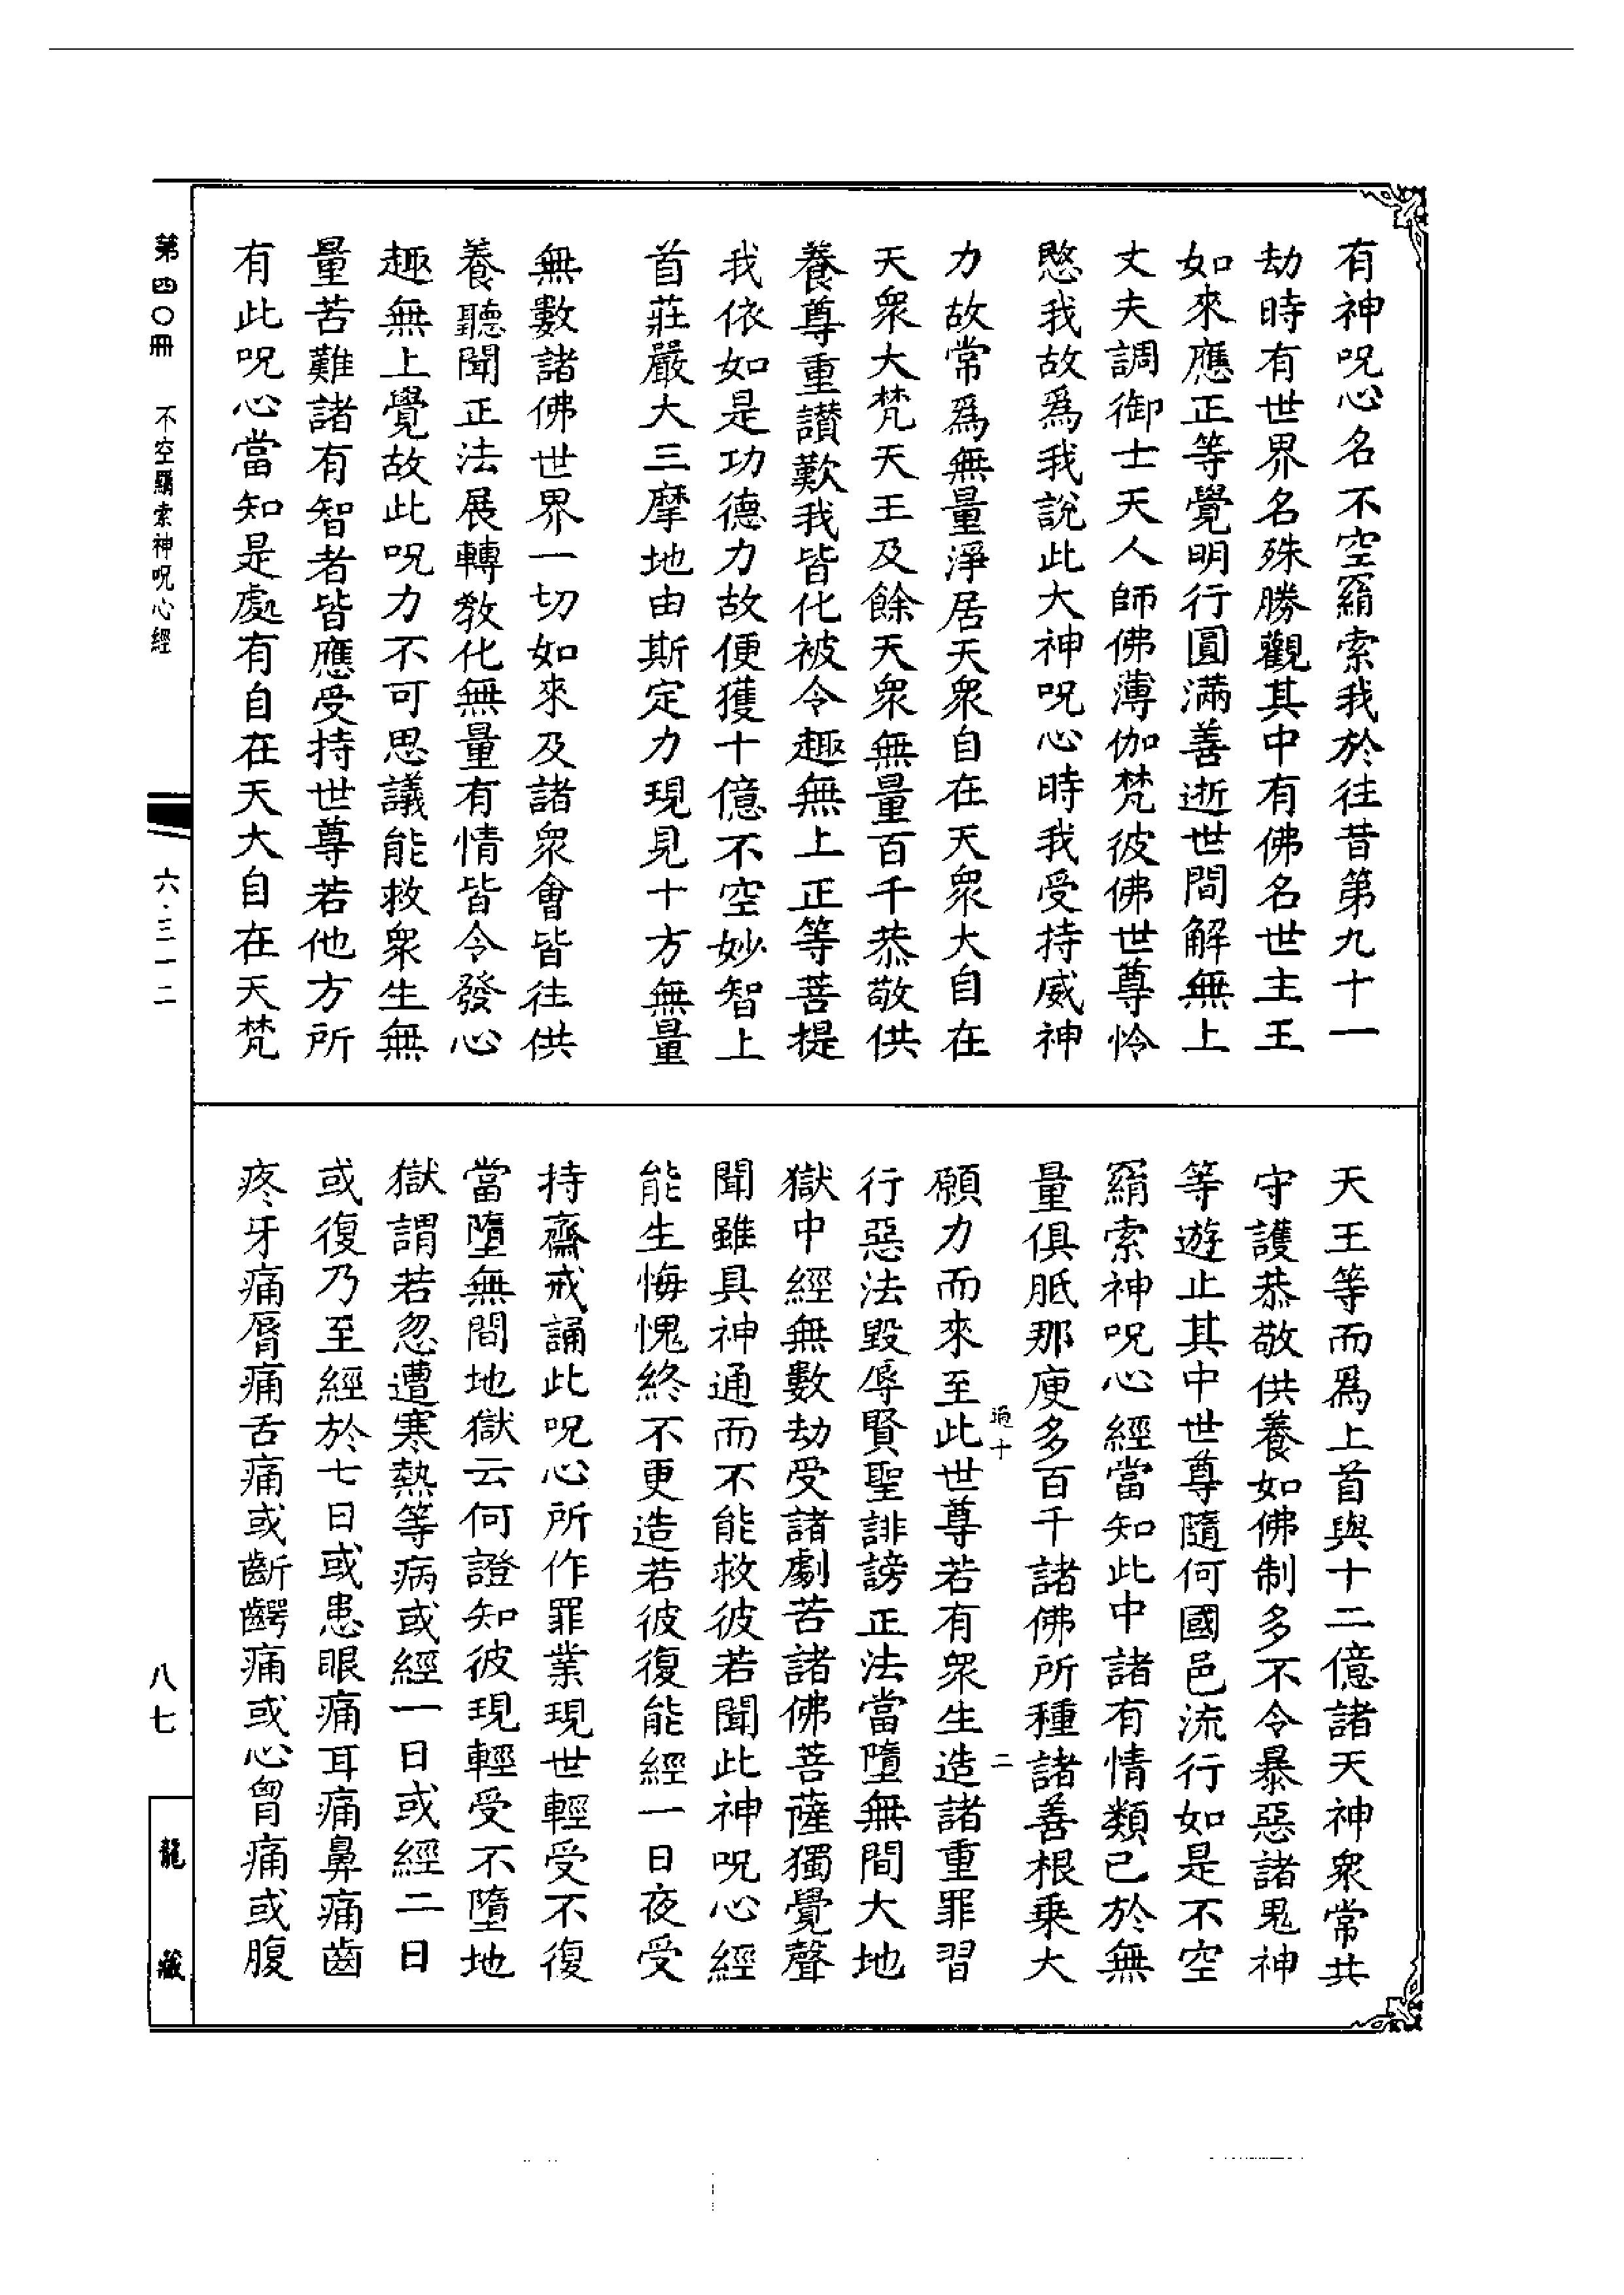 有神呪心名不空羂索我於往昔第九十一
劫時有世界名殊勝觀其中有佛名世主王
如來應正等覺明行圓滿善逝世間解無上
丈夫調御士天人師佛薄伽梵彼佛世尊怜
愍我故爲我說此大神呪心時我受持威神
力故常爲無量淨居天衆自在天衆大自在
天衆大梵天王及餘天衆無量百千恭敬供
養尊重讃歎我皆化被令趣無上正等菩提
我依如是功德力故便獲十億不空妙智上
首莊嚴大三摩地由斯定力現見十方無量
無數諸佛世界一切如來及諸衆會皆往供
養聽聞正法展轉教化無量有情皆令發心
趣無上覺故此呪力不可思議能救衆生無
量苦難諸有智者皆應受持世尊若他方所
有此呪心當知是處有自在天大自在天梵
天王等而爲上首與十二億諸天神衆常共
守護恭敬供養如佛制多不令暴惡諸鬼神
等遊止其中世尊隨何國邑流行如是不空
羂索神呪心經當知此中諸有情類已於無
量俱胝那庾多百千諸佛所種諸善根乗大
願力而來至此世尊若有衆生造諸重罪習
行惡法毀辱賢聖誹謗正法當墮無間大地
獄中經無數劫受諸劇苦諸佛菩薩獨覺聲
聞雖具神通而不能救彼若聞此神呪心經
能生悔愧終不更造若彼復能經一日夜受
持齋戒誦此呪心所作罪業現世輕受不復
當墮無間地獄云何證知彼現輕受不墮地
獄謂若忽遭寒熱等病或經一日或經二日
或復乃至經於七日或患眼痛耳痛鼻痛齒
疼牙痛脣痛舌痛或齗齶痛或心胷痛或腹
過十
二
第四〇冊
不空羂索神呪心經
六·三一二
八七
龍藏